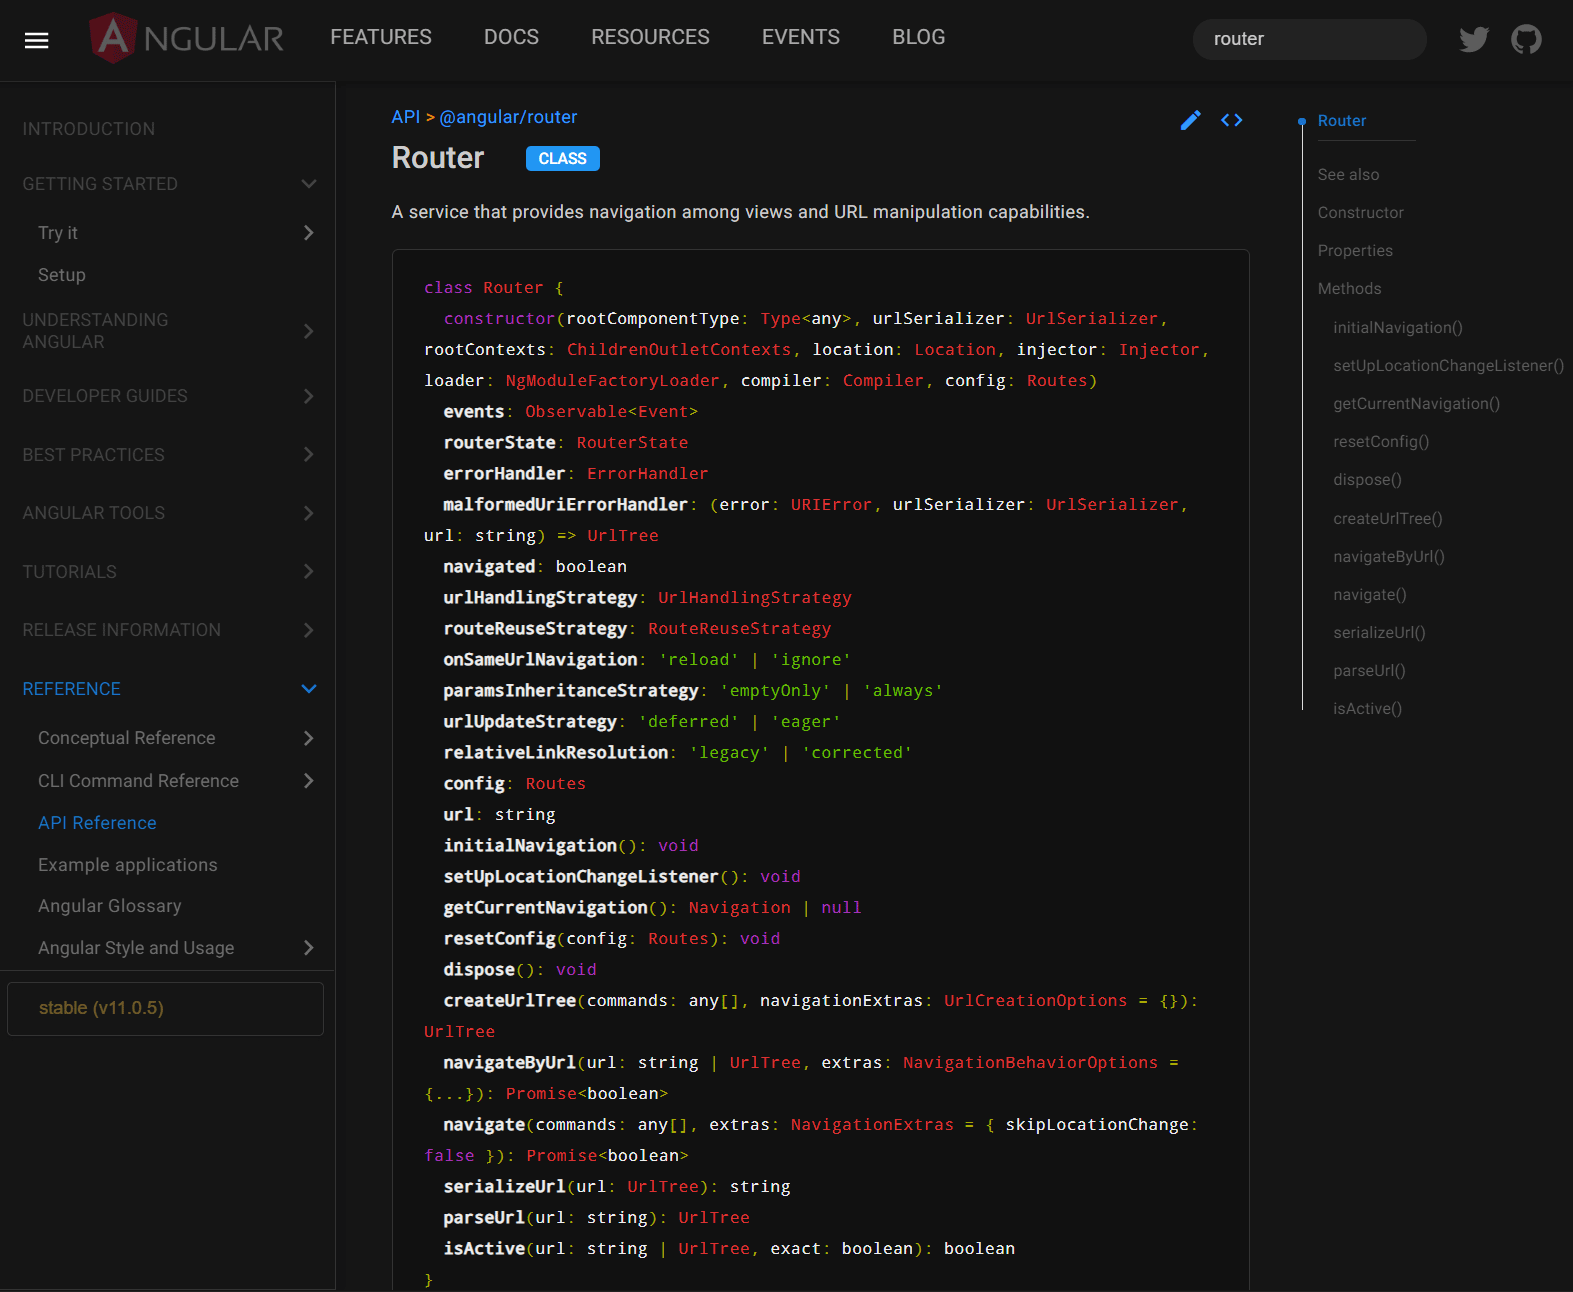 ANGULAR
FEATURES
DOCS
RESOURCES
EVENTS
BLOG
router
INTRODUCTION
GETTING STARTED
Try it
Setup
UNDERSTANDING
ANGULAR
DEVELOPER GUIDES
BEST PRACTICES
ANGULAR TOOLS
TUTORIALS
RELEASE INFORMATION
REFERENCE
Conceptual Reference
CLI Command Reference
API Reference
Example applications
Angular Glossary
Angular Style and Usage
stable (v11.0.5)
API > @angular/router
Router CLASS
A service that provides navigation among views and URL manipulation capabilities.
class Router {
  constructor(rootComponentType: Type<any>, urlSerializer: UrlSerializer,
rootContexts: ChildrenOutletContexts, location: Location, injector: Injector,
loader: NgModuleFactoryLoader, compiler: Compiler, config: Routes)
  events: Observable<Event>
  routerState: RouterState
  errorHandler: ErrorHandler
  malformedUriErrorHandler: (error: URIError, urlSerializer: UrlSerializer,
url: string) => UrlTree
  navigated: boolean
  urlHandlingStrategy: UrlHandlingStrategy
  routeReuseStrategy: RouteReuseStrategy
  onSameUrlNavigation: 'reload' | 'ignore'
  paramsInheritanceStrategy: 'emptyOnly' | 'always'
  urlUpdateStrategy: 'deferred' | 'eager'
  relativeLinkResolution: 'legacy' | 'corrected'
  config: Routes
  url: string
  initialNavigation(): void
  setUpLocationChangeListener(): void
  getCurrentNavigation(): Navigation | null
  resetConfig(config: Routes): void
  dispose(): void
  createUrlTree(commands: any[], navigationExtras: UrlCreationOptions = {}):
UrlTree
  navigateByUrl(url: string | UrlTree, extras: NavigationBehaviorOptions =
{...}): Promise<boolean>
  navigate(commands: any[], extras: NavigationExtras = { skipLocationChange:
false }): Promise<boolean>
  serializeUrl(url: UrlTree): string
  parseUrl(url: string): UrlTree
  isActive(url: string | UrlTree, exact: boolean): boolean
}
Router
See also
Constructor
Properties
Methods
initialNavigation()
setUpLocationChangeListener()
getCurrentNavigation()
resetConfig()
dispose()
createUrlTree()
navigateByUrl()
navigate()
serializeUrl()
parseUrl()
isActive()